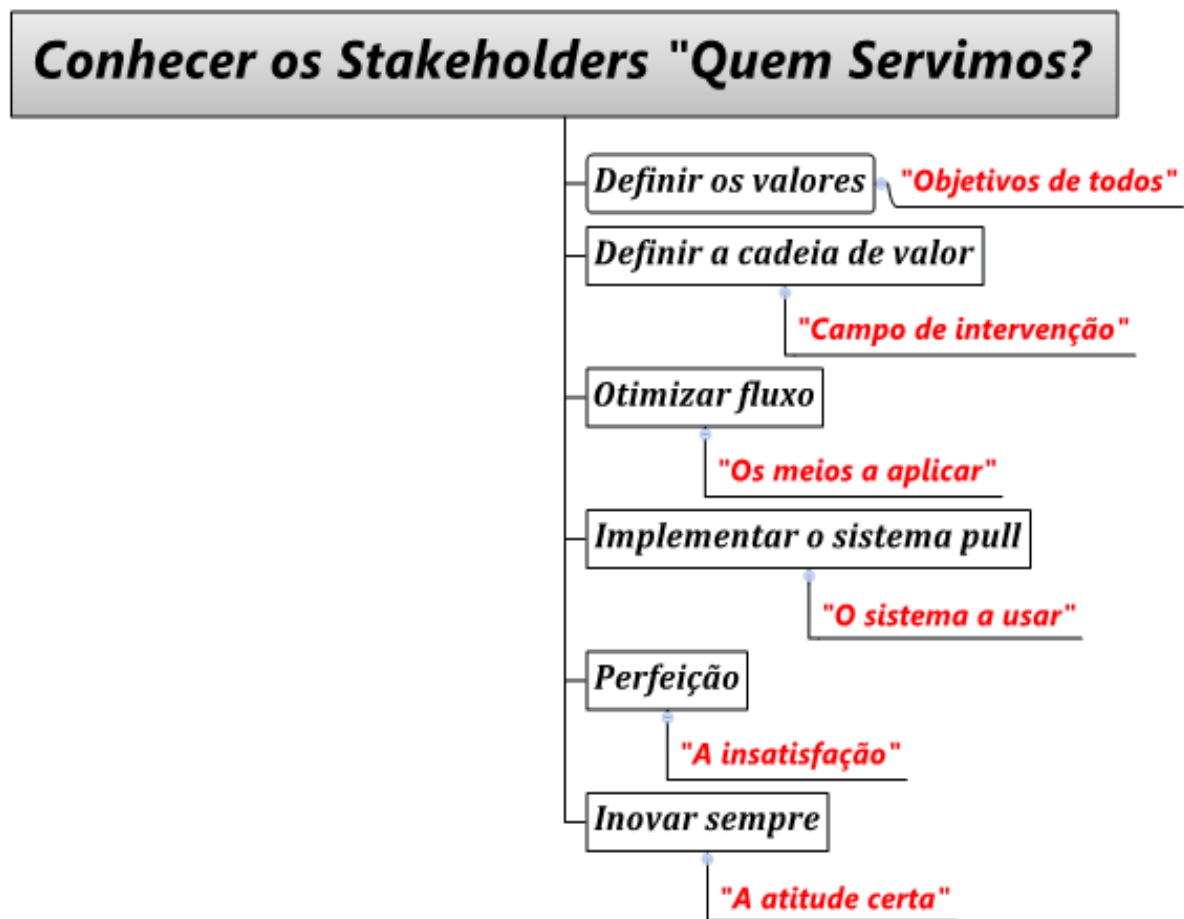 Conhecer os Stakeholders "Quem Servimos?
Definir os valores
"Objetivos de todos"
Definir a cadeia de valor
"Campo de intervenção"
Otimizar fluxo
"Os meios a aplicar"
Implementar o sistema pull
"O sistema a usar"
Perfeição
"A insatisfação"
Inovar sempre
"A atitude certa"